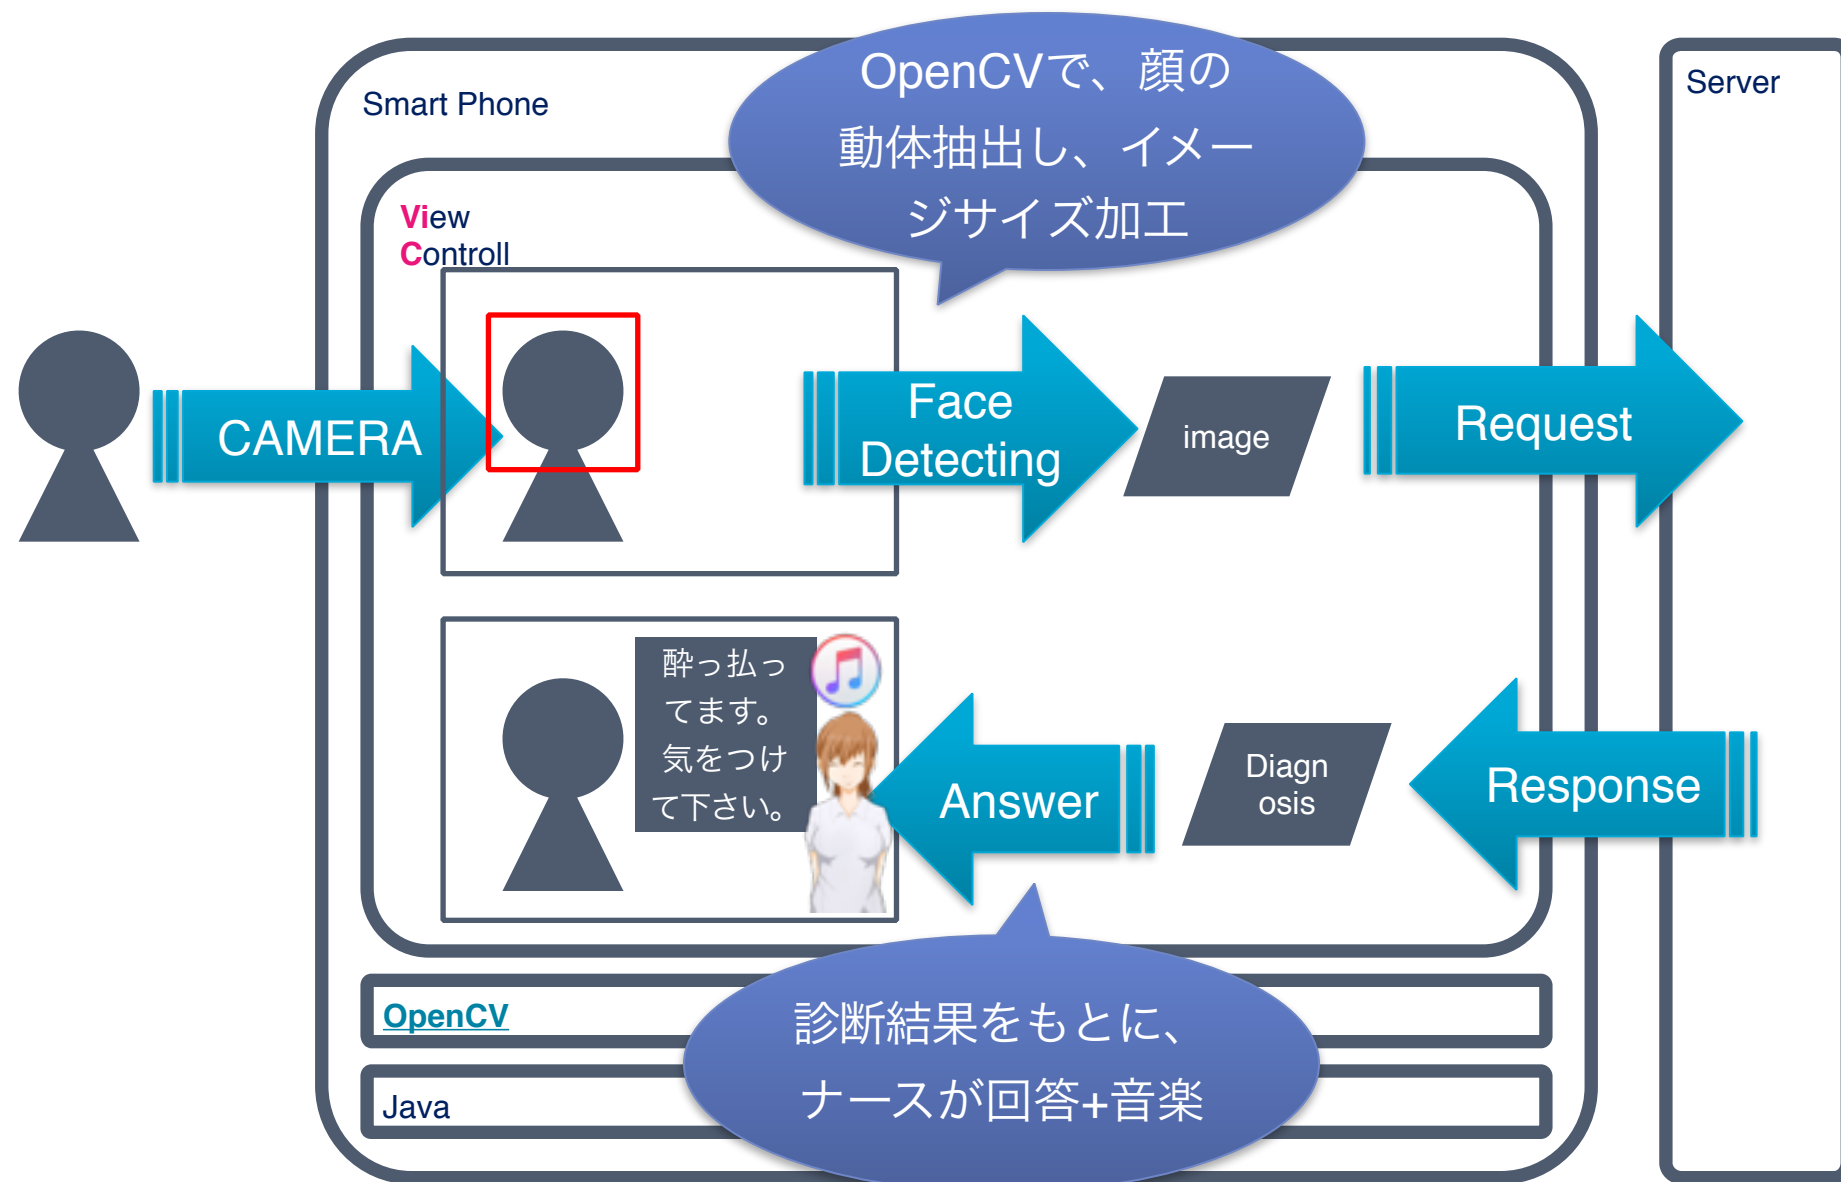 OpenCVで、顔の
動体抽出し、イメー
ジサイズ加工
Smart Phone
Server
View
Controll
CAMERA
Face
Detecting
image
Request
酔っ払っ
てます。
気をつけ
て下さい。
Answer
Diagn
osis
Response
OpenCV
診断結果をもとに、
ナースが回答+音楽
Java